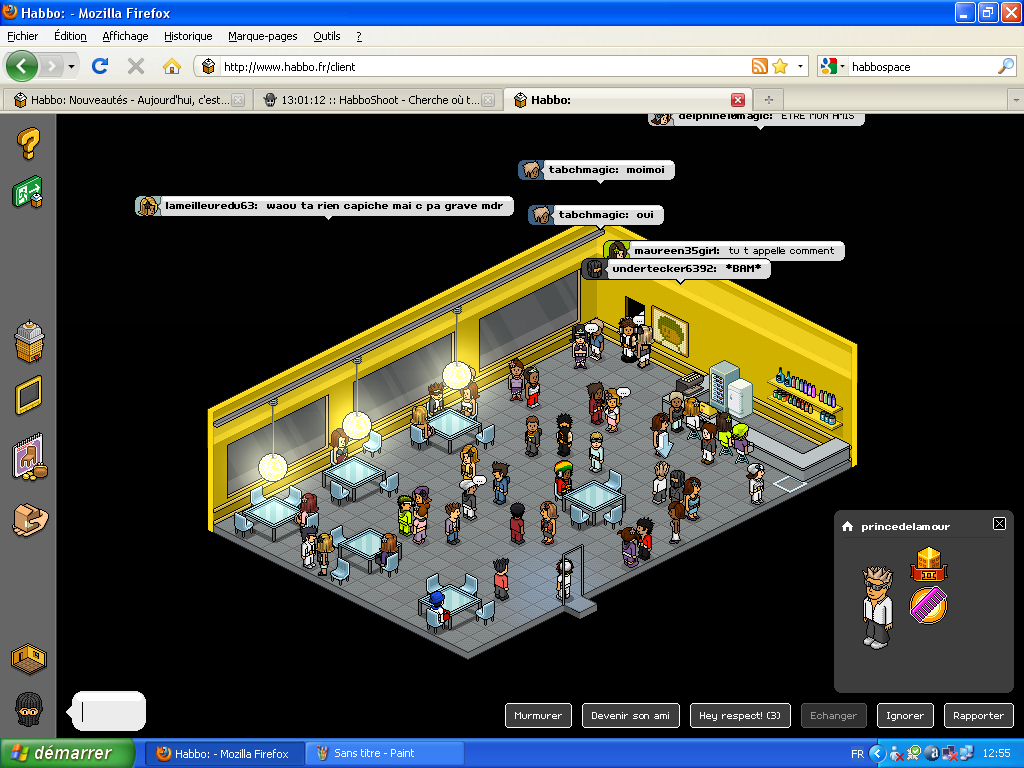 Habbo: - Mozilla Firefox
Fichier Édition Affichage Historique Marque-pages Outils ?
http://www.habbo.fr/client
habbospace
Habbo: Nouveautés - Aujourd'hui, c'est...
13:01:12 :: HabboShoot - Cherche où t...
Habbo:
delphine10magic: ETRE MON AMIS
tabchmagic: moimoi
lameilleuredu63: waou ta rien capiche mai c pa grave mdr
tabchmagic: oui
maureen35girl: tu t appelle comment
undertecker6392: *BAM*
princedelamour
Murmurer
Devenir son ami
Hey respect! (3)
Echanger
Ignorer
Rapporter
démarrer
Habbo: - Mozilla Firefox
Sans titre - Paint
FR
12:55